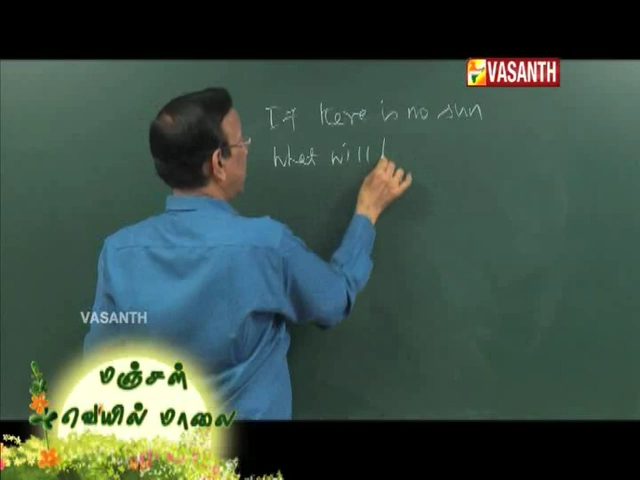 VASANTH
If there is no sun
What will
VASANTH
மஞ்சள்
வெயில் மாலை